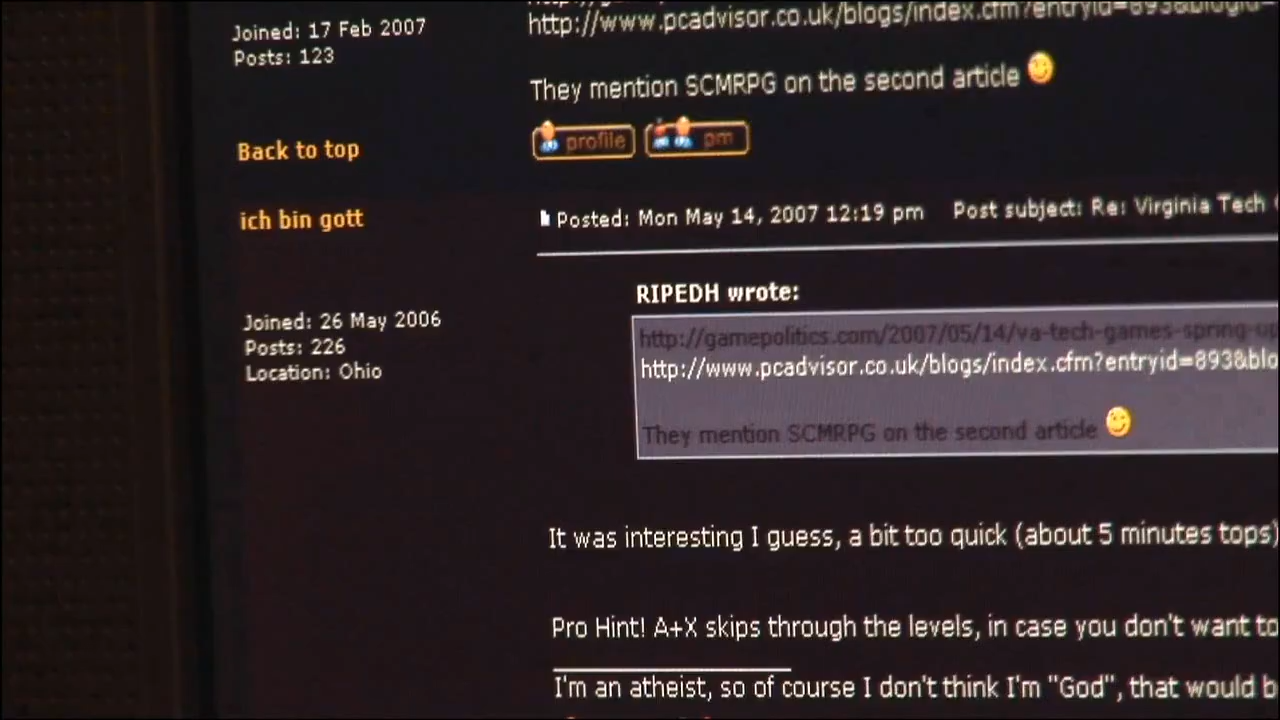 http://www.pcadvisor.co.uk/blogs/index.cfm?entryid=893&blogid=
Joined: 17 Feb 2007
Posts: 123
They mention SCMRPG on the second article
profile pm
Back to top
ich bin gott
Posted: Mon May 14, 2007 12:19 pm Post subject: Re: Virginia Tech
RIPEDH wrote:
Joined: 26 May 2006
Posts: 226
Location: Ohio
http://gamepolitics.com/2007/05/14/va-tech-games-spring-up
http://www.pcadvisor.co.uk/blogs/index.cfm?entryid=893&blo
They mention SCMRPG on the second article
It was interesting I guess, a bit too quick (about 5 minutes tops)
Pro Hint! A+X skips through the levels, in case you don't want to
I'm an atheist, so of course I don't think I'm "God", that would b